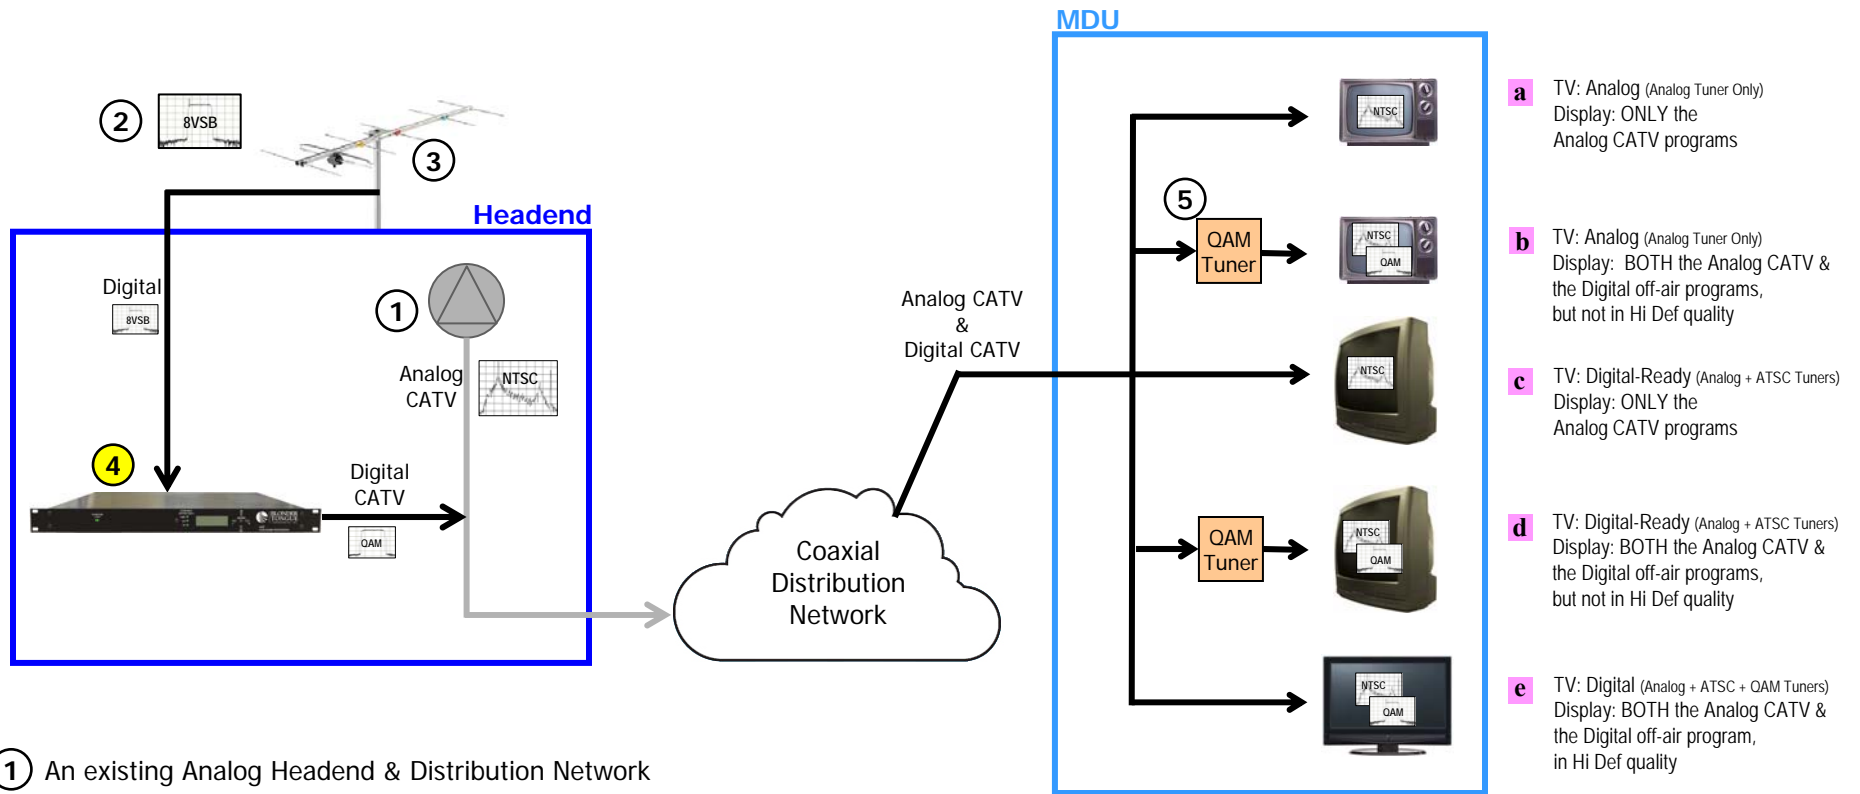 MDU
2
8VSB
3
Headend
Digital
8VSB
1
Analog
CATV
NTSC
4
Digital
CATV
QAM
BLONDER
TONGUE
Coaxial
Distribution
Network
Analog CATV
&
Digital CATV
NTSC
5
QAM
Tuner
NTSC
QAM
NTSC
QAM
Tuner
NTSC
QAM
NTSC
QAM
a
TV: Analog (Analog Tuner Only)
Display: ONLY the
Analog CATV programs
b
TV: Analog (Analog Tuner Only)
Display: BOTH the Analog CATV &
the Digital off-air programs,
but not in Hi Def quality
c
TV: Digital-Ready (Analog + ATSC Tuners)
Display: ONLY the
Analog CATV programs
d
TV: Digital-Ready (Analog + ATSC Tuners)
Display: BOTH the Analog CATV &
the Digital off-air programs,
but not in Hi Def quality
e
TV: Digital (Analog + ATSC + QAM Tuners)
Display: BOTH the Analog CATV &
the Digital off-air program,
in Hi Def quality
1 An existing Analog Headend & Distribution Network